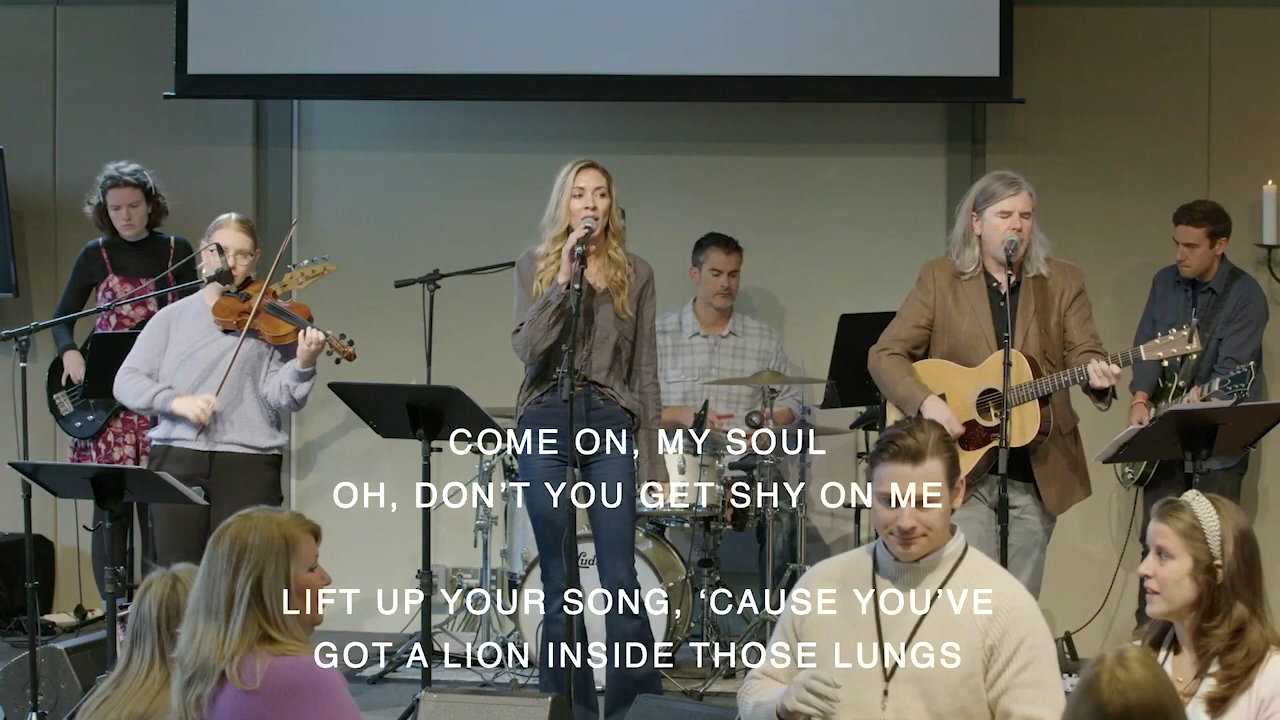 COME ON, MY SOUL
OH, DON'T YOU GET SHY ON ME
LIFT UP YOUR SONG, ‘CAUSE YOU’VE
GOT A LION INSIDE THOSE LUNGS